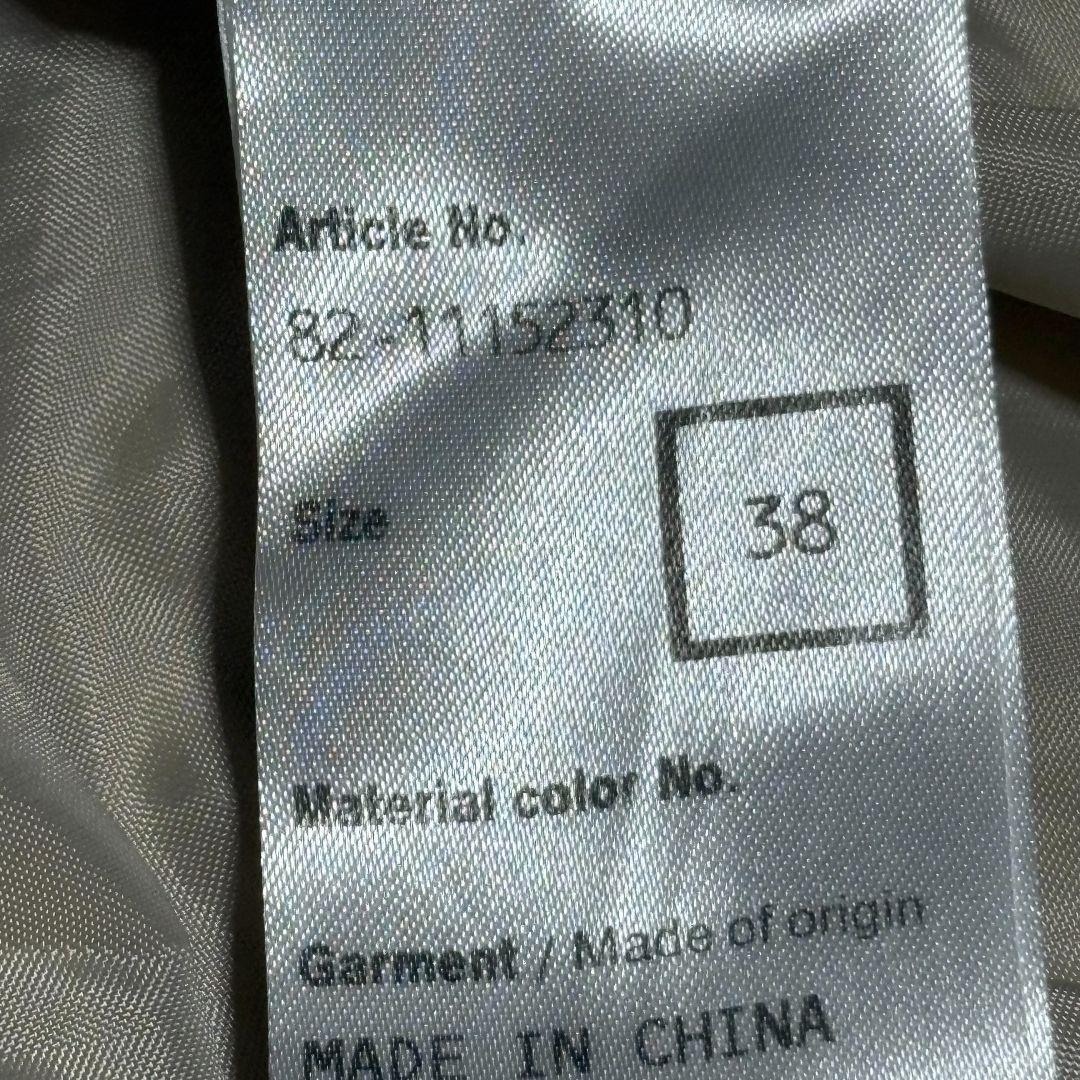 Article No.
82-11152310
Size
38
Material color No.
Garment / Made of origin
MADE IN CHINA